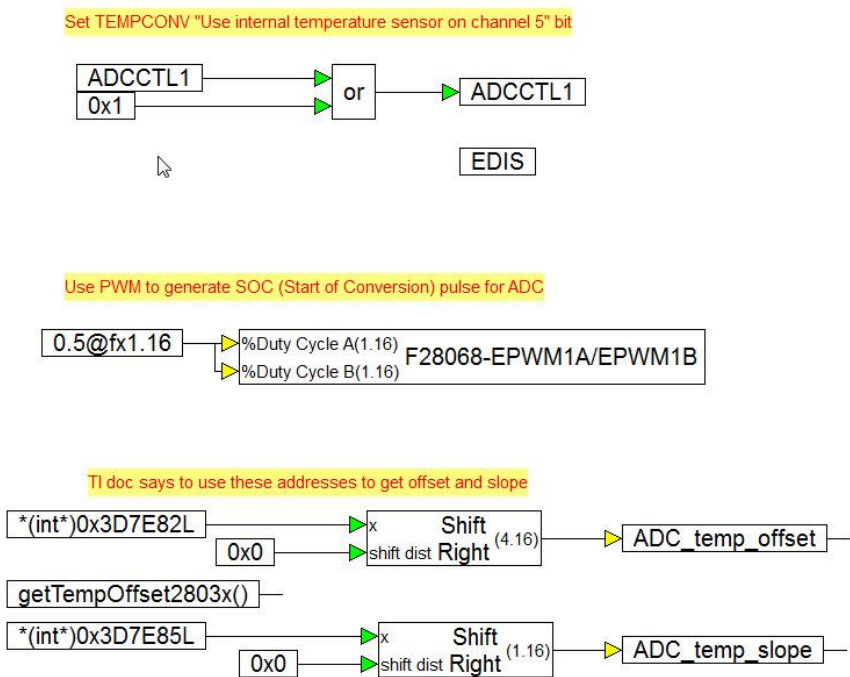 Set TEMPCONV "Use internal temperature sensor on channel 5" bit
ADCCTL1
0x1
or
ADCCTL1
EDIS
Use PWM to generate SOC (Start of Conversion) pulse for ADC
0.5@fx1.16
%Duty Cycle A(1.16)
%Duty Cycle B(1.16)
F28068-EPWM1A/EPWM1B
TI doc says to use these addresses to get offset and slope
*(int*)0x3D7E82L
0x0
x
shift dist
Shift
Right
(4.16)
ADC_temp_offset
getTempOffset2803x()
*(int*)0x3D7E85L
0x0
x
shift dist
Shift
Right
(1.16)
ADC_temp_slope